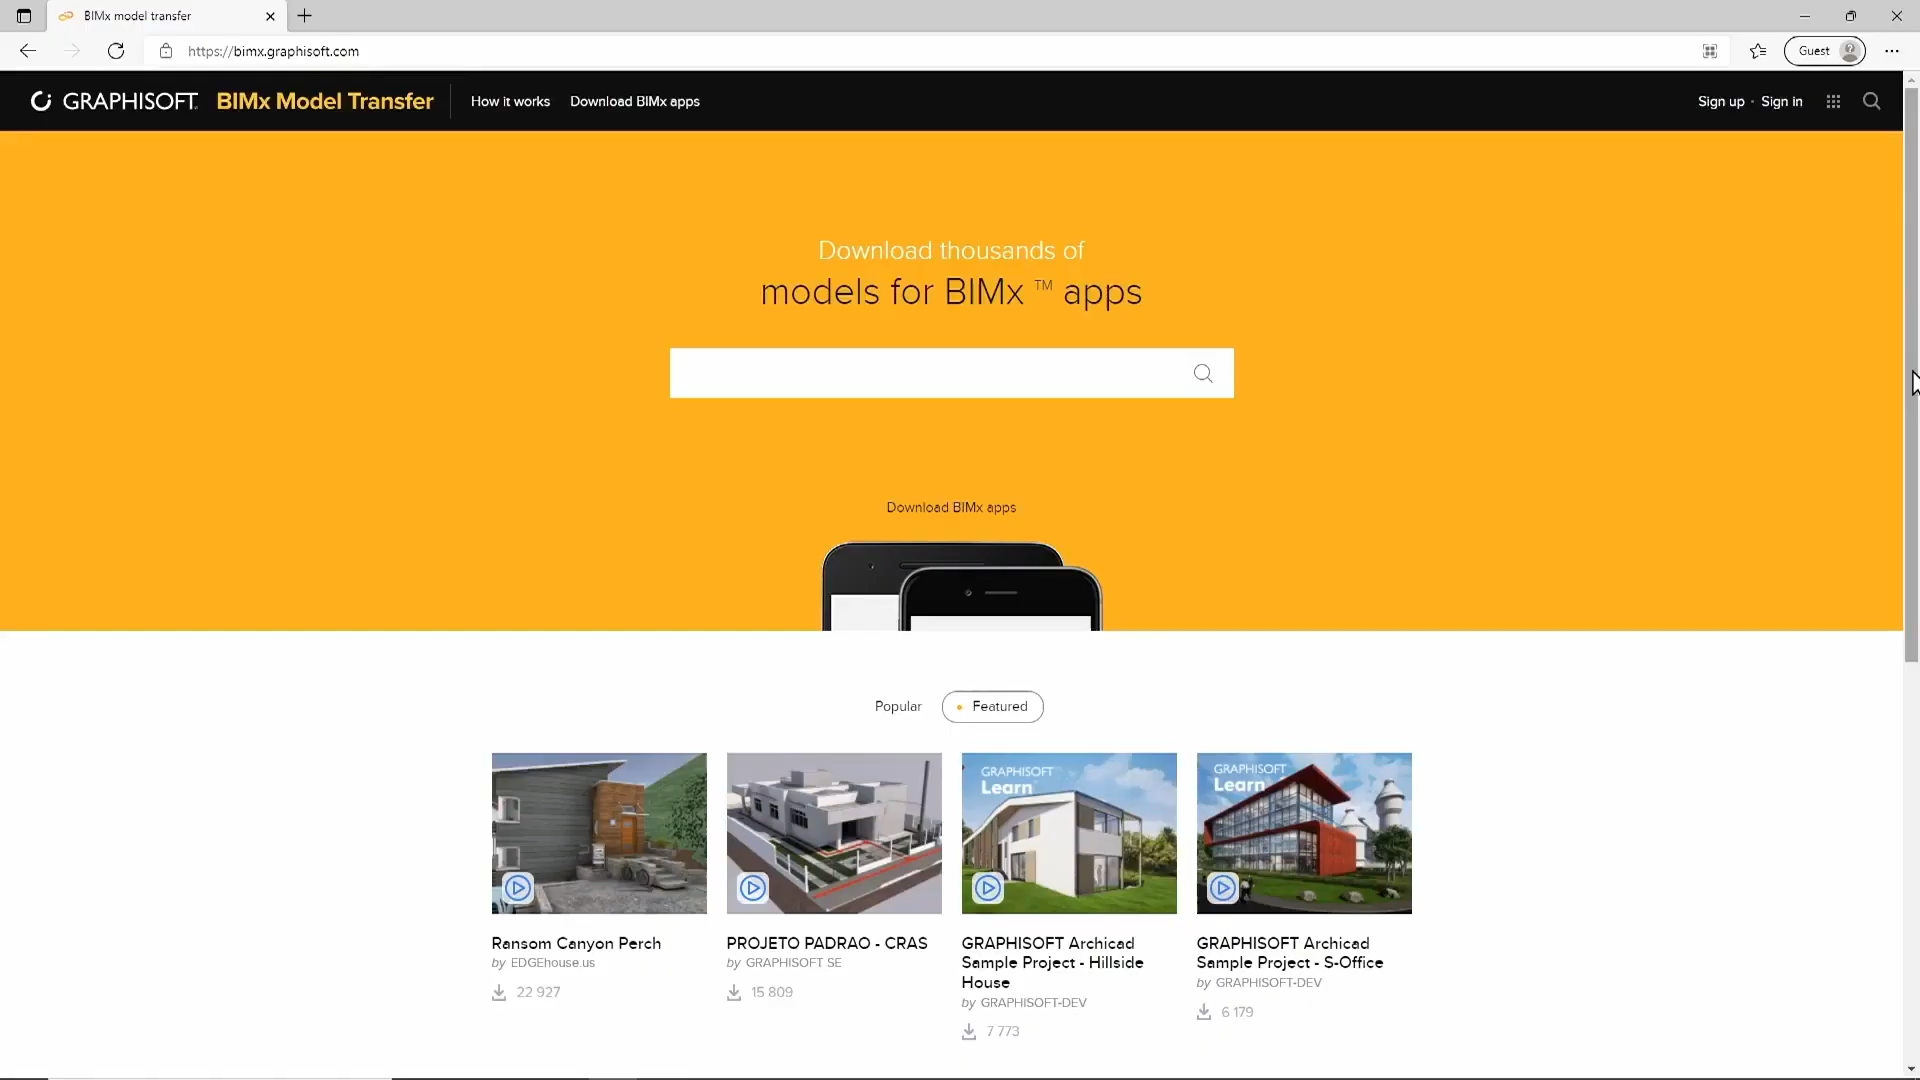 BIMx model transfer
https://bimx.graphisoft.com
Guest
GRAPHISOFT. BIMx Model Transfer
How it works
Download BIMx apps
Sign up · Sign in
Download thousands of
models for BIMx ™ apps
Download BIMx apps
Popular
Featured
GRAPHISOFT
Learn
GRAPHISOFT
Learn
Ransom Canyon Perch
by EDGEhouse.us
22 927
PROJETO PADRAO - CRAS
by GRAPHISOFT SE
15 809
GRAPHISOFT Archicad
Sample Project - Hillside
House
by GRAPHISOFT-DEV
7 773
GRAPHISOFT Archicad
Sample Project - S-Office
by GRAPHISOFT-DEV
6 179